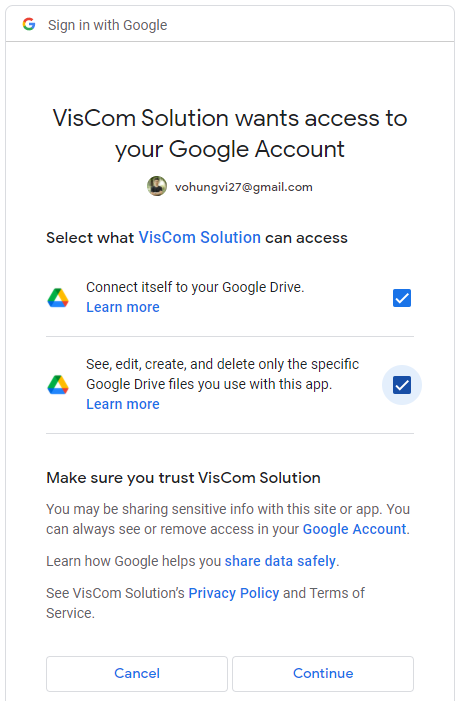 Sign in with Google
VisCom Solution wants access to
your Google Account
vohungvi27@gmail.com
Select what VisCom Solution can access
Connect itself to your Google Drive.
Learn more
See, edit, create, and delete only the specific
Google Drive files you use with this app.
Learn more
Make sure you trust VisCom Solution
You may be sharing sensitive info with this site or app. You
can always see or remove access in your Google Account.
Learn how Google helps you share data safely.
See VisCom Solution's Privacy Policy and Terms of
Service.
Cancel
Continue